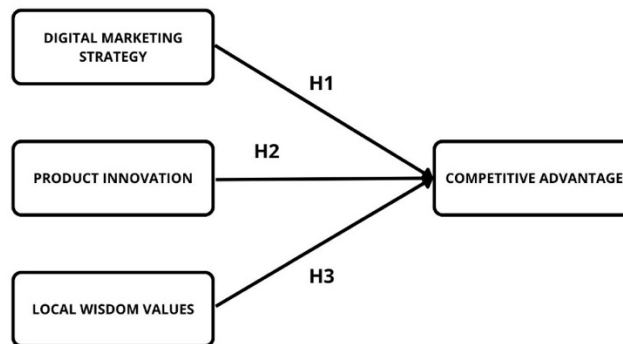 DIGITAL MARKETING
STRATEGY
H1
H2
PRODUCT INNOVATION
COMPETITIVE ADVANTAGE
H3
LOCAL WISDOM VALUES